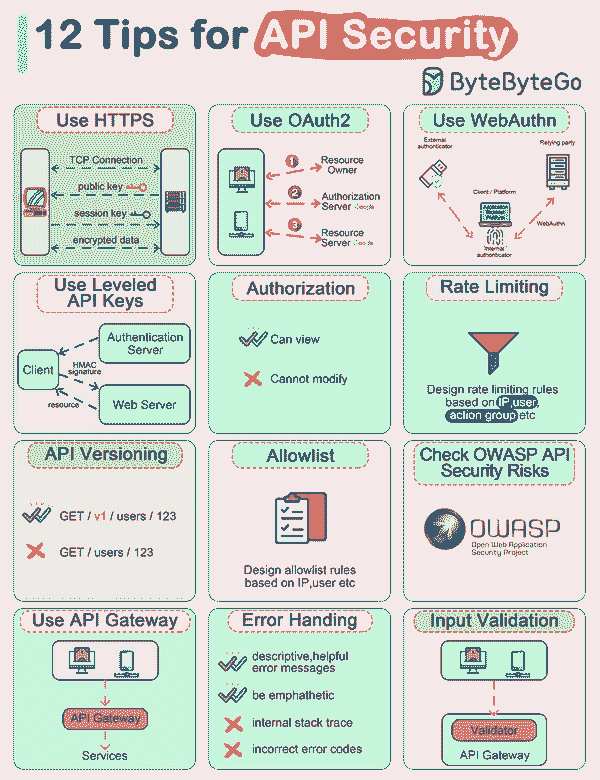 12 Tips for API Security
ByteByteGo
Use HTTPS
TCP Connection
public key
session key
encrypted data
Use OAuth2
1
Resource
Owner
2
Authorization
Server Google
3
Resource
Server Google
Use WebAuthn
External
authenticator
Relying party
Client / Platform
WebAuthn
Internal
authenticator
Use Leveled
API Keys
Authentication
Server
Client
HMAC
signature
resource
Web Server
Authorization
Can view
Cannot modify
Rate Limiting
Design rate limiting rules
based on IP,user,
action group etc
API Versioning
GET / v1 / users / 123
GET / users / 123
Allowlist
Design allowlist rules
based on IP,user etc
Check OWASP API
Security Risks
OWASP
Open Web Application
Security Project
Use API Gateway
API Gateway
Services
Error Handing
descriptive,helpful
error messages
be emphathetic
internal stack trace
incorrect error codes
Input Validation
Validator
API Gateway